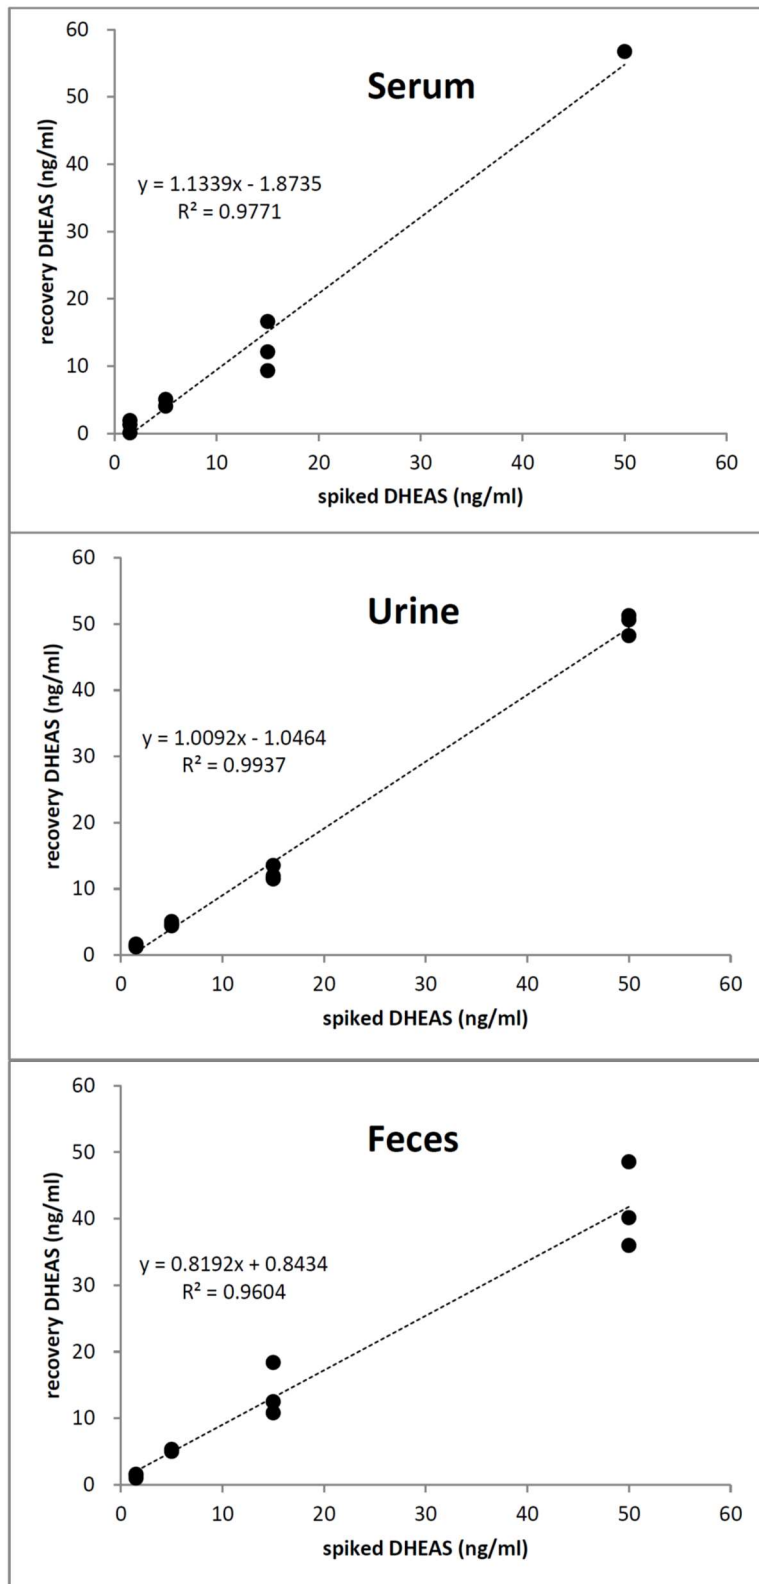 Serum
60
50
40
30
20
10
0
recovery DHEAS (ng/ml)
y = 1.1339x - 1.8735
R² = 0.9771
0 10 20 30 40 50 60
spiked DHEAS (ng/ml)
Urine
60
50
40
30
20
10
0
recovery DHEAS (ng/ml)
y = 1.0092x - 1.0464
R² = 0.9937
0 10 20 30 40 50 60
spiked DHEAS (ng/ml)
Feces
60
50
40
30
20
10
0
recovery DHEAS (ng/ml)
y = 0.8192x + 0.8434
R² = 0.9604
0 10 20 30 40 50 60
spiked DHEAS (ng/ml)